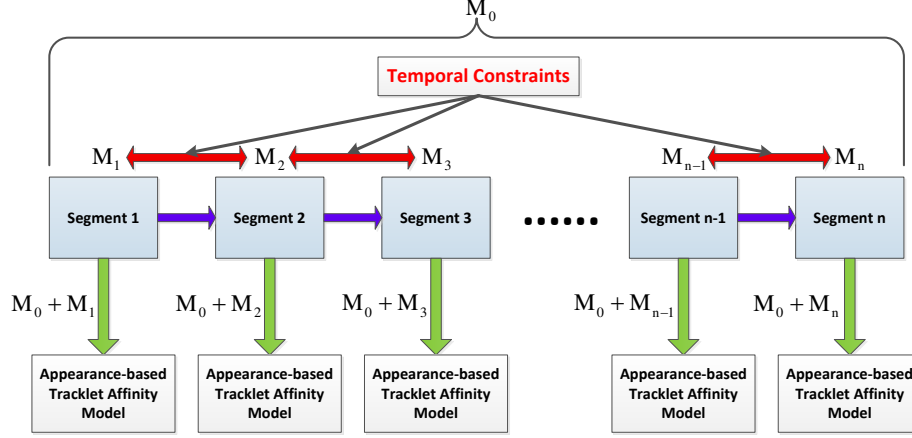 M₀
Temporal Constraints
M₁ M₂ M₃ Mₙ₋₁ Mₙ
Segment 1 Segment 2 Segment 3 ...... Segment n-1 Segment n
M₀ + M₁ M₀ + M₂ M₀ + M₃ M₀ + Mₙ₋₁ M₀ + Mₙ
Appearance-based
Tracklet Affinity
Model
Appearance-based
Tracklet Affinity
Model
Appearance-based
Tracklet Affinity
Model
Appearance-based
Tracklet Affinity
Model
Appearance-based
Tracklet Affinity
Model